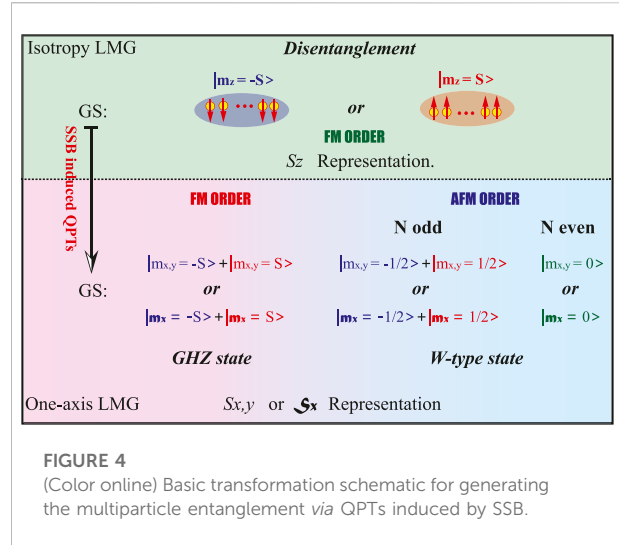 Isotropy LMG Disentanglement
|mz = -S> |mz = S>
GS: ... or ...
FM ORDER
Sz Representation.
SSB induced QPTs
FM ORDER AFM ORDER
N odd N even
|mx,y = -S> + |mx,y = S> |mx,y = -1/2> + |mx,y = 1/2> |mx,y = 0>
GS: or or or
|mx = -S> + |mx = S> |mx = -1/2> + |mx = 1/2> |mx = 0>
GHZ state W-type state
One-axis LMG Sx,y or Sx Representation
FIGURE 4
(Color online) Basic transformation schematic for generating
the multiparticle entanglement via QPTs induced by SSB.